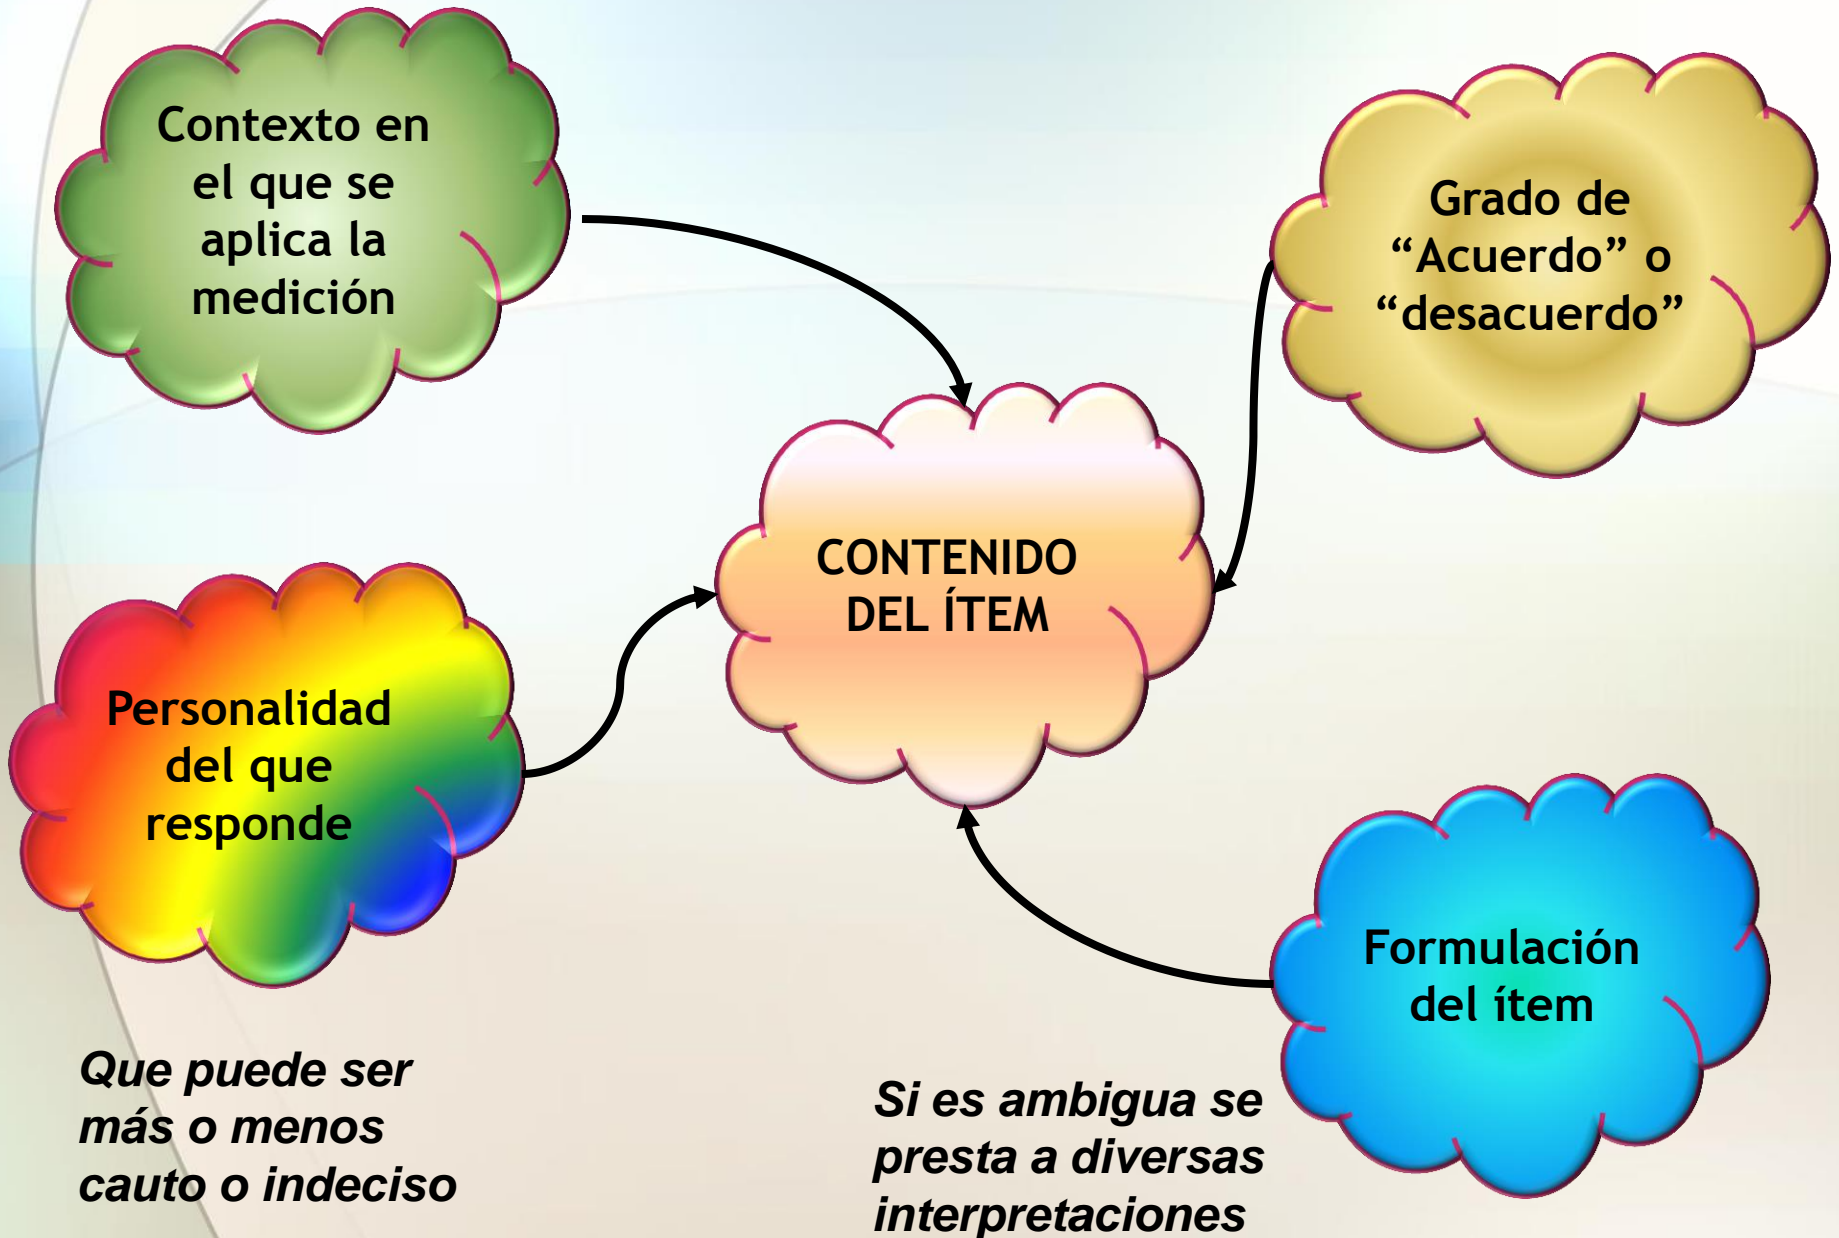 Contexto en
el que se
aplica la
medición
Grado de
“Acuerdo” o
“desacuerdo”
CONTENIDO
DEL ÍTEM
Personalidad
del que
responde
Formulación
del ítem
Que puede ser
más o menos
cauto o indeciso
Si es ambigua se
presta a diversas
interpretaciones